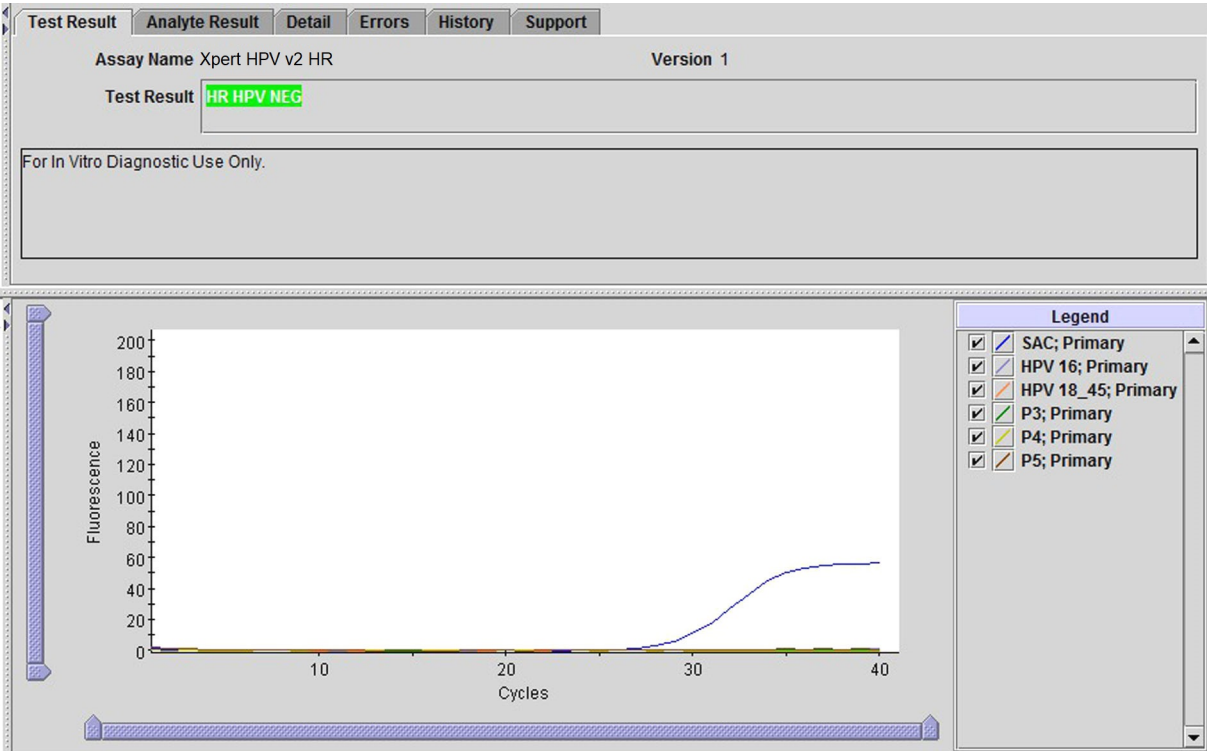 Test Result Analyte Result Detail Errors History Support
Assay Name Xpert HPV v2 HR Version 1
Test Result HR HPV NEG
For In Vitro Diagnostic Use Only.
Legend
SAC; Primary
HPV 16; Primary
HPV 18_45; Primary
P3; Primary
P4; Primary
P5; Primary
Fluorescence
200
180
160
140
120
100
80
60
40
20
0
10 20 30 40
Cycles